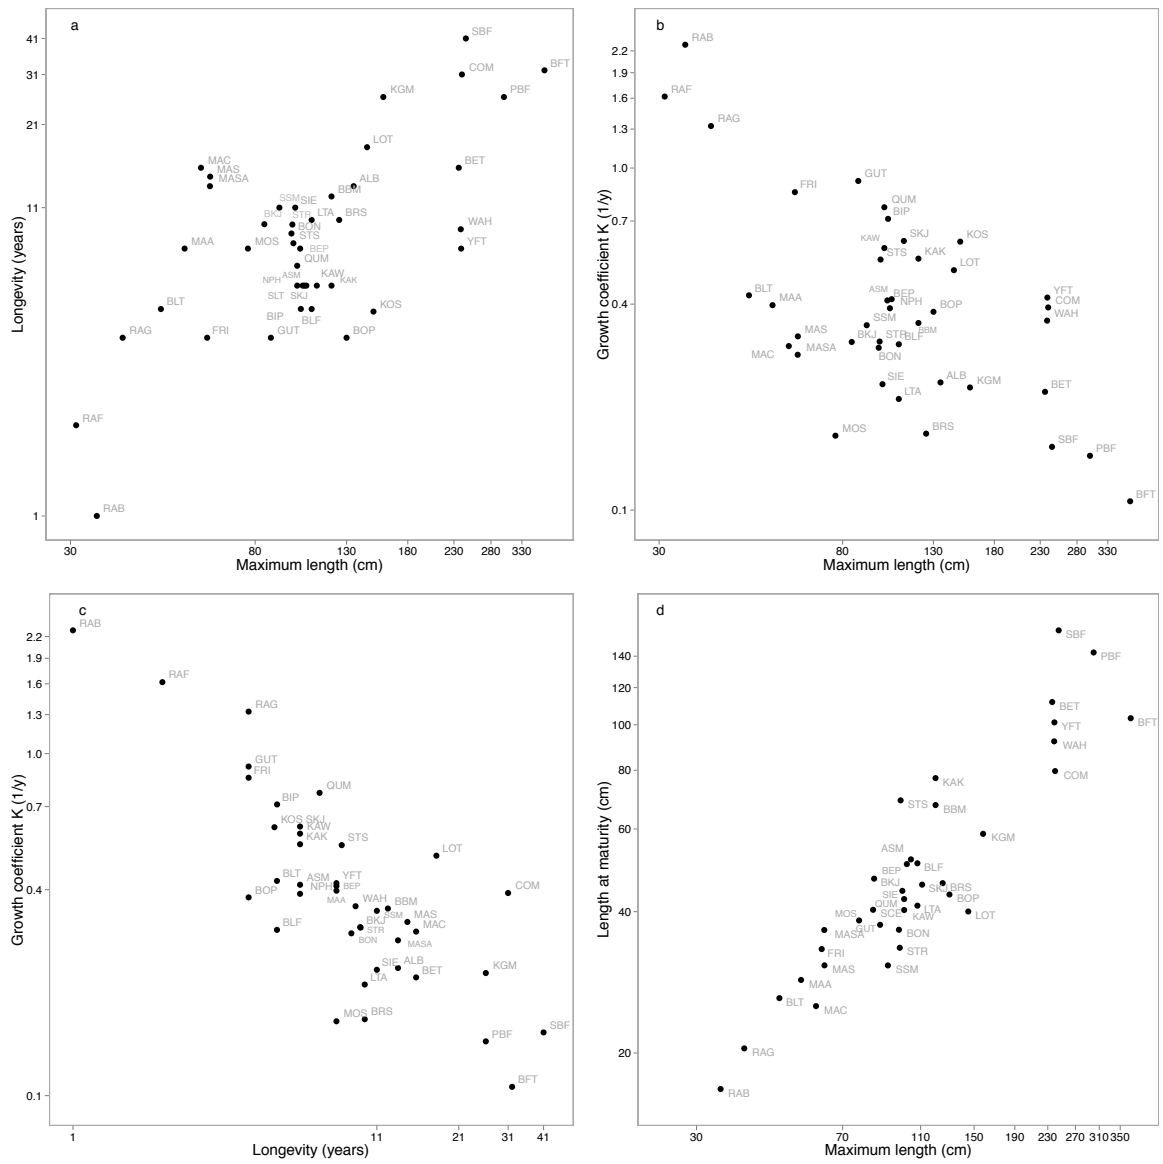 a
41
31
21
11
1
Longevity (years)
SBF
COM
BFT
KGM
PBF
LOT
MAC
MAS
MASA
BET
ALB
BBM
SSM
SIE
BKJ
STR
LTA
BRS
BON
STS
WAH
MAA
MOS
BEP
YFT
QUM
ASM
NPH
KAW
KAK
SLT
SKJ
BLT
BIP
BLF
KOS
RAG
FRI
GUT
BOP
RAF
RAB
30
80
130
180
230
280
330
Maximum length (cm)
b
2.2
1.9
1.6
1.3
1.0
0.7
0.4
0.1
Growth coefficient K (1/y)
RAB
RAF
RAG
GUT
FRI
QUM
BIP
KAW
SKJ
KOS
STS
KAK
LOT
BLT
MAA
ASM
BEP
NPH
BOP
YFT
COM
WAH
MAS
SSM
BBM
MAC
MASA
BKJ
STR
BLF
BON
SIE
ALB
KGM
LTA
BET
MOS
BRS
SBF
PBF
BFT
30
80
130
180
230
280
330
Maximum length (cm)
c
2.2
1.9
1.6
1.3
1.0
0.7
0.4
0.1
Growth coefficient K (1/y)
RAB
RAF
RAG
GUT
FRI
BIP
QUM
KOS
SKJ
KAW
KAK
STS
LOT
BLT
ASM
YFT
NPH
BEP
BOP
MAA
WAH
BBM
COM
SSM
MAS
BKJ
STR
MAC
BLF
BON
MASA
SIE
ALB
LTA
BET
KGM
MOS
BRS
SBF
PBF
BFT
1
11
21
31
41
Longevity (years)
d
140
120
100
80
60
40
20
Length at maturity (cm)
SBF
PBF
BET
BFT
YFT
WAH
COM
KAK
STS
BBM
KGM
ASM
BEP
BLF
BKJ
SKJ
BRS
SIE
BOP
QUM
SCE
LTA
KAW
LOT
MOS
GUT
MASA
BON
FRI
STR
MAS
SSM
MAA
BLT
MAC
RAG
RAB
30
70
110
150
190
230
270
310
350
Maximum length (cm)